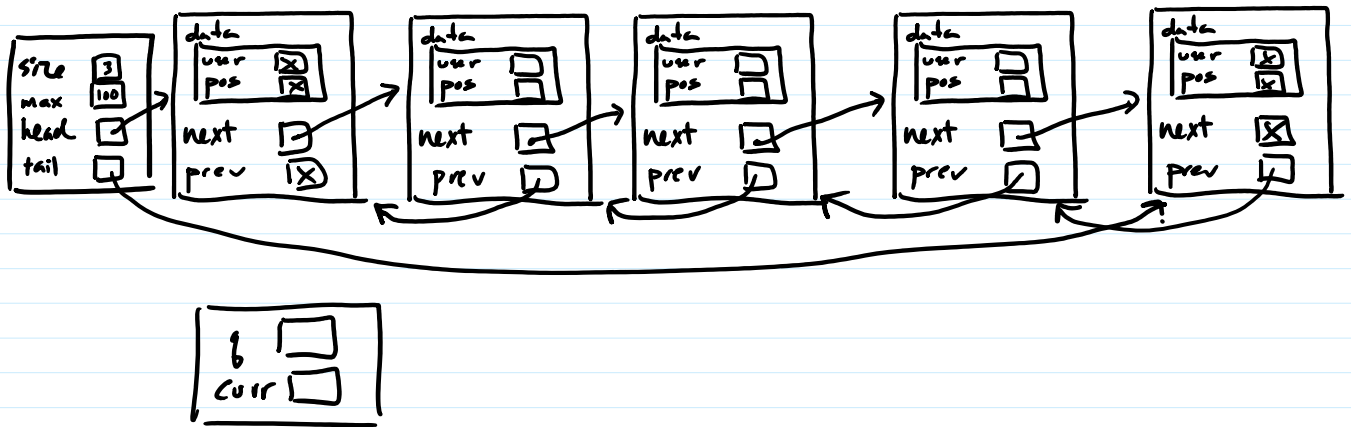 size 3
max 100
head
tail
data
user X
pos X
next
prev X
data
user
pos
next
prev
data
user
pos
next
prev
data
user
pos
next
prev
data
user X
pos X
next X
prev
q
curr